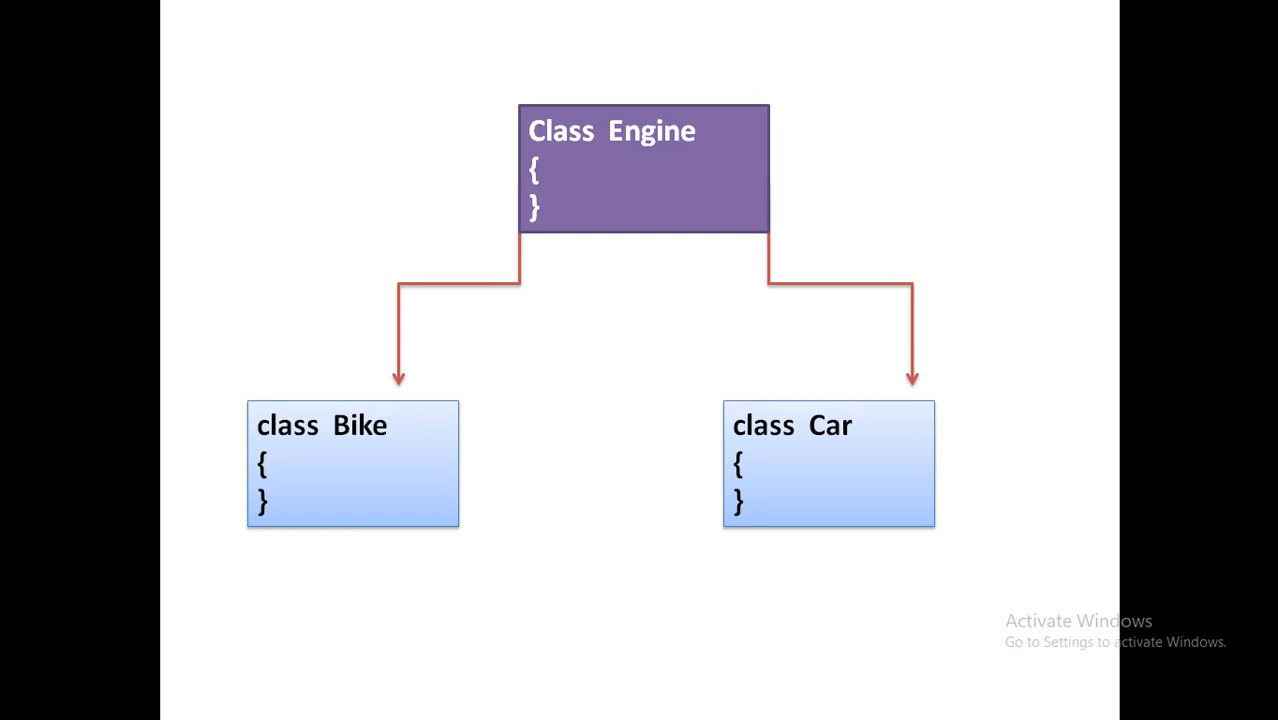 Class Engine
{
}
class Bike
{
}
class Car
{
}
Activate Windows
Go to Settings to activate Windows.